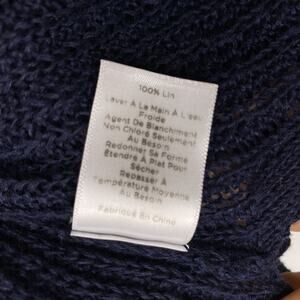 100% Lin
Laver À La Main À L'eau
Froide
Agent De Blanchiment
Non Chloré Seulement
Au Besoin
Redonner Sa Forme
Étendre À Plat Pour
Sécher
Repasser À
Température Moyenne
Au Besoin
Fabriqué En Chine